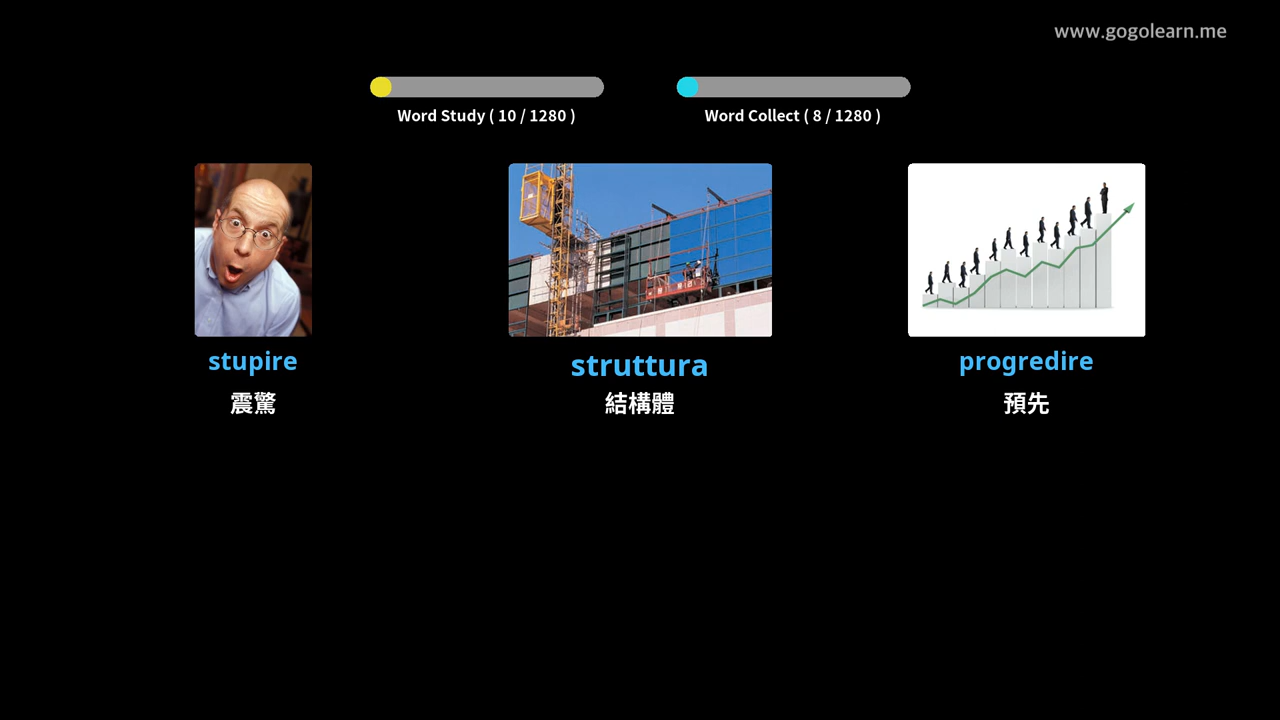 www.gogolearn.me
Word Study ( 10 / 1280 )
Word Collect ( 8 / 1280 )
stupire
震驚
struttura
結構體
progredire
預先